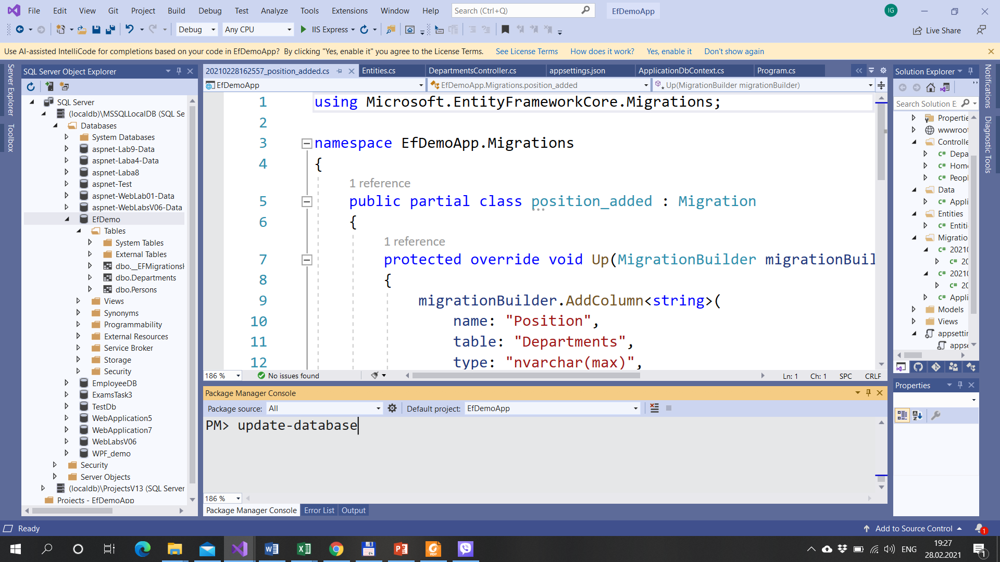 File Edit View Git Project Build Debug Test Analyze Tools Extensions Window Help Search (Ctrl+Q) EfDemoApp IG
Debug Any CPU IIS Express Live Share
Use AI-assisted IntelliCode for completions based on your code in EfDemoApp? By clicking "Yes, enable it" you agree to the License Terms. See License Terms How does it work? Yes, enable it Don't show again
Server Explorer
Toolbox
SQL Server Object Explorer
SQL Server
(localdb)\MSSQLLocalDB (SQL Se
Databases
System Databases
aspnet-Lab9-Data
aspnet-Laba4-Data
aspnet-Laba8
aspnet-Test
aspnet-WebLab01-Data
aspnet-WebLabsV06-Data
EfDemo
Tables
System Tables
External Tables
dbo.__EFMigrationsH
dbo.Departments
dbo.Persons
Views
Synonyms
Programmability
External Resources
Service Broker
Storage
Security
EmployeeDB
ExamsTask3
TestDb
WebApplication5
WebApplication7
WebLabsV06
WPF_demo
Security
Server Objects
(localdb)\ProjectsV13 (SQL Server
Projects - EfDemoApp
20210228162557_position_added.cs Entities.cs DepartmentsController.cs appsettings.json ApplicationDbContext.cs Program.cs
EfDemoApp EfDemoApp.Migrations.position_added Up(MigrationBuilder migrationBuilder)
1 using Microsoft.EntityFrameworkCore.Migrations;
2
3 namespace EfDemoApp.Migrations
4 {
1 reference
5 public partial class position_added : Migration
6 {
1 reference
7 protected override void Up(MigrationBuilder migrationBuil
8 {
9 migrationBuilder.AddColumn<string>(
10 name: "Position",
11 table: "Departments",
12 type: "nvarchar(max)",
186 % No issues found Ln: 1 Ch: 1 SPC CRLF
Package Manager Console
Package source: All Default project: EfDemoApp
PM> update-database
186 %
Package Manager Console Error List Output
Solution Explorer
Search Solution E
Propertie
wwwroo
Controlle
Depa
Home
Peopl
Data
Appli
Entities
Entiti
Migratio
2021(
20
2021(
20
Appli
Models
Views
appsettin
appse
Properties
Notifications
Diagnostic Tools
Ready Add to Source Control 1
ENG 19:27
28.02.2021 1